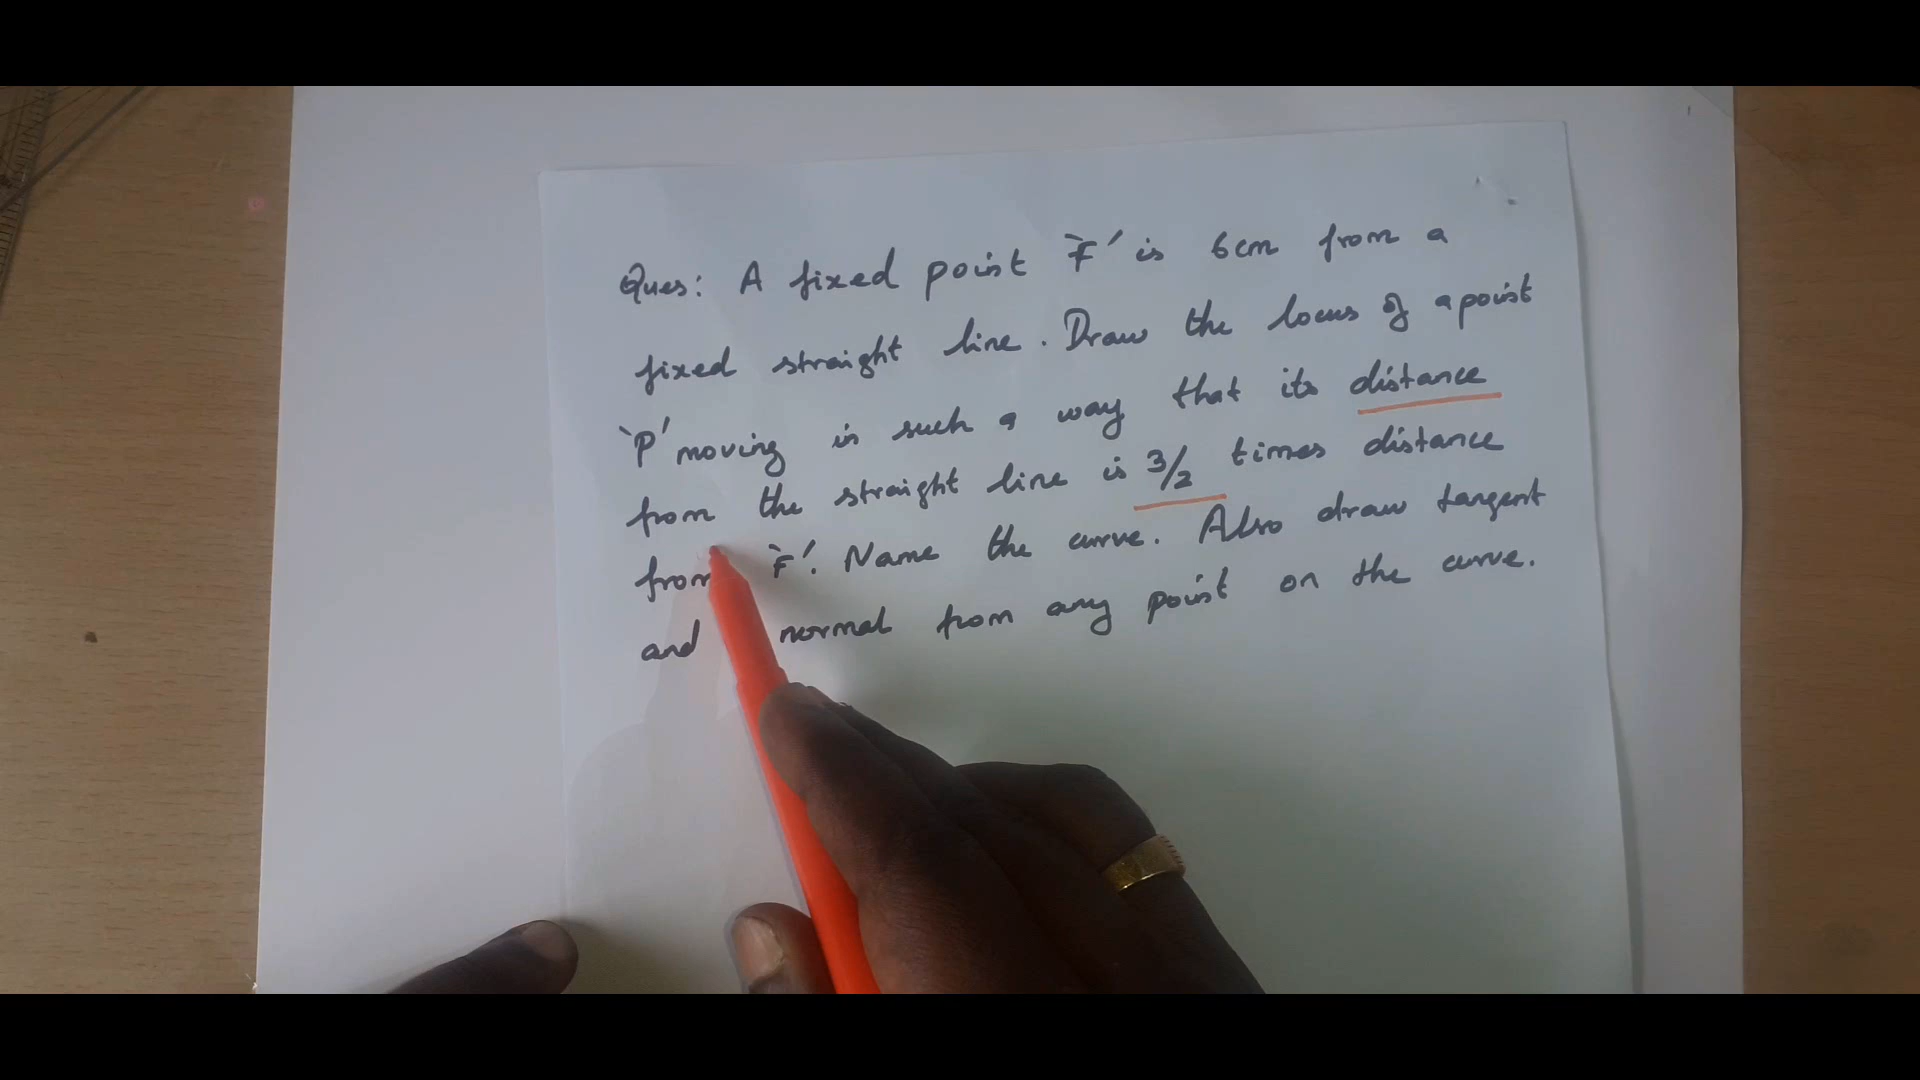 Ques: A fixed point `F' is 6cm from a
fixed straight line. Draw the locus of a point
`P' moving in such a way that its distance
from the straight line is 3/2 times distance
from `F'. Name the curve. Also draw tangent
and normal from any point on the curve.